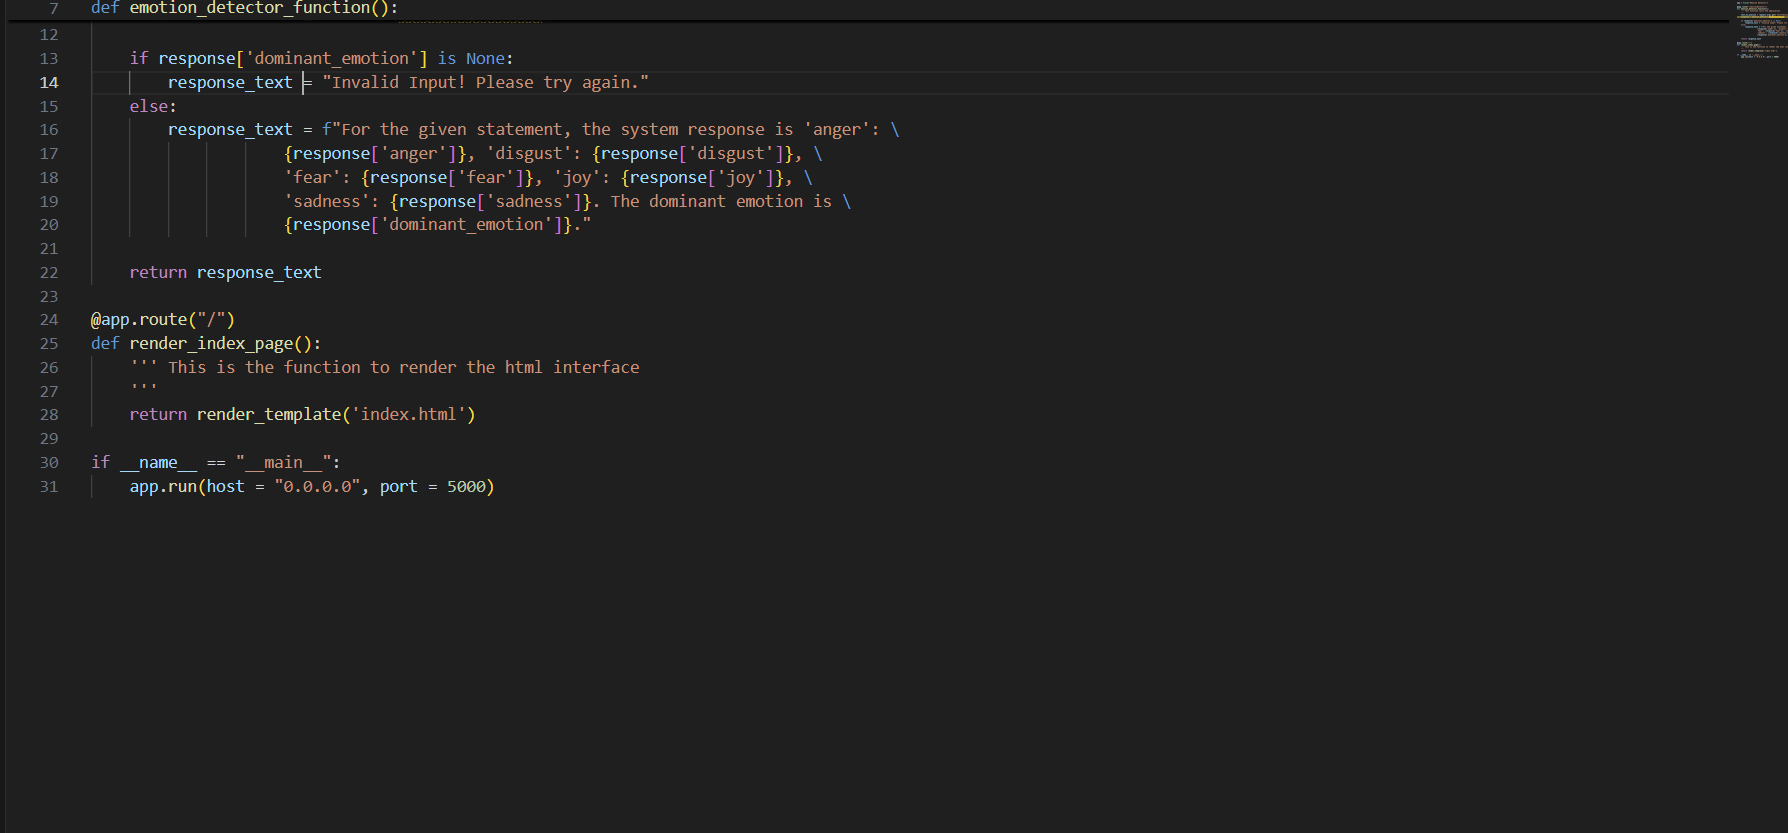 7 def emotion_detector_function():
12
13 if response['dominant_emotion'] is None:
14 response_text = "Invalid Input! Please try again."
15 else:
16 response_text = f"For the given statement, the system response is 'anger': \
17 {response['anger']}, 'disgust': {response['disgust']}, \
18 'fear': {response['fear']}, 'joy': {response['joy']}, \
19 'sadness': {response['sadness']}. The dominant emotion is \
20 {response['dominant_emotion']}."
21
22 return response_text
23
24 @app.route("/")
25 def render_index_page():
26 ''' This is the function to render the html interface
27 '''
28 return render_template('index.html')
29
30 if __name__ == "__main__":
31 app.run(host = "0.0.0.0", port = 5000)